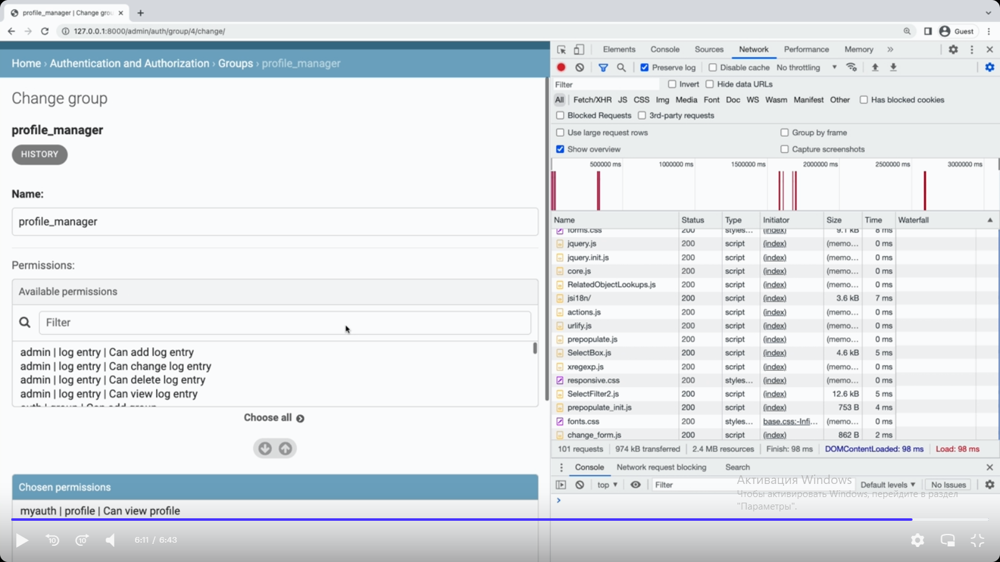 profile_manager | Change grou
127.0.0.1:8000/admin/auth/group/4/change/
Guest
Home › Authentication and Authorization › Groups › profile_manager
Change group
profile_manager
HISTORY
Name:
profile_manager
Permissions:
Available permissions
Filter
admin | log entry | Can add log entry
admin | log entry | Can change log entry
admin | log entry | Can delete log entry
admin | log entry | Can view log entry
auth | group | Can add group
Choose all
Chosen permissions
myauth | profile | Can view profile
6:11 / 6:43
Elements Console Sources Network Performance Memory »
Preserve log Disable cache No throttling
Filter Invert Hide data URLs
All Fetch/XHR JS CSS Img Media Font Doc WS Wasm Manifest Other Has blocked cookies
Blocked Requests 3rd-party requests
Use large request rows Group by frame
Show overview Capture screenshots
500000 ms 1000000 ms 1500000 ms 2000000 ms 2500000 ms 3000000 ms
Name Status Type Initiator Size Time Waterfall
forms.css 200 styles... (index) 9.1 kB 8 ms
jquery.js 200 script (index) (memo... 0 ms
jquery.init.js 200 script (index) (memo... 0 ms
core.js 200 script (index) (memo... 0 ms
RelatedObjectLookups.js 200 script (index) (memo... 0 ms
jsi18n/ 200 script (index) 3.6 kB 7 ms
actions.js 200 script (index) (memo... 0 ms
urlify.js 200 script (index) (memo... 0 ms
prepopulate.js 200 script (index) (memo... 0 ms
SelectBox.js 200 script (index) 4.6 kB 5 ms
xregexp.js 200 script (index) (memo... 0 ms
responsive.css 200 styles... (index) (memo... 0 ms
SelectFilter2.js 200 script (index) 12.6 kB 5 ms
prepopulate_init.js 200 script (index) 753 B 4 ms
fonts.css 200 styles... base.css:-Infi... (memo... 0 ms
change_form.js 200 script (index) 862 B 2 ms
101 requests 974 kB transferred 2.4 MB resources Finish: 98 ms DOMContentLoaded: 98 ms Load: 98 ms
Console Network request blocking Search
top Filter Default levels No Issues
Активация Windows
Чтобы активировать Windows, перейдите в раздел
"Параметры".